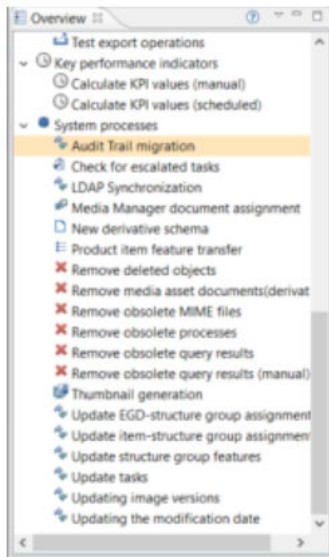 Overview
Test export operations
Key performance indicators
Calculate KPI values (manual)
Calculate KPI values (scheduled)
System processes
Audit Trail migration
Check for escalated tasks
LDAP Synchronization
Media Manager document assignment
New derivative schema
Product item feature transfer
Remove deleted objects
Remove media asset documents(derivat
Remove obsolete MIME files
Remove obsolete processes
Remove obsolete query results
Remove obsolete query results (manual)
Thumbnail generation
Update EGD-structure group assignment
Update item-structure group assignment
Update structure group features
Update tasks
Updating image versions
Updating the modification date